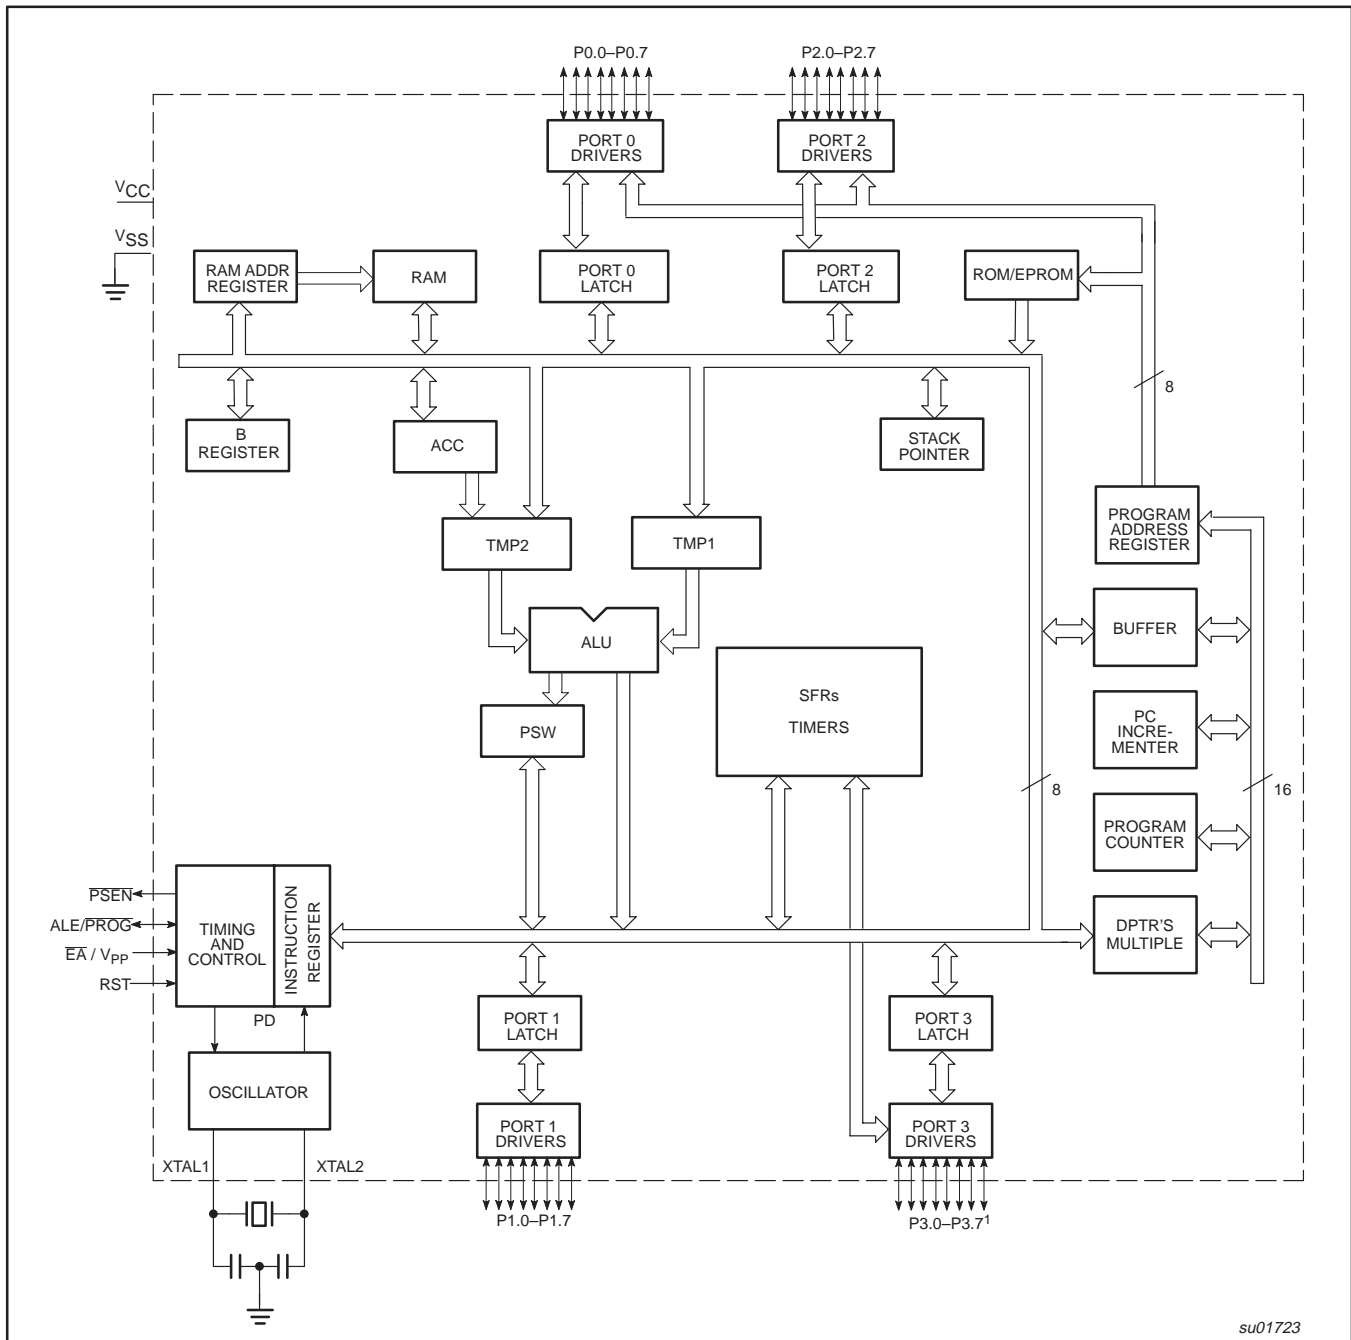 P0.0–P0.7
P2.0–P2.7
PORT 0
DRIVERS
PORT 2
DRIVERS
VCC
VSS
RAM ADDR
REGISTER
RAM
PORT 0
LATCH
PORT 2
LATCH
ROM/EPROM
8
B
REGISTER
ACC
STACK
POINTER
TMP2
TMP1
PROGRAM
ADDRESS
REGISTER
ALU
BUFFER
SFRs
TIMERS
PSW
PC
INCRE-
MENTER
8
16
PROGRAM
COUNTER
PSEN
ALE/PROG
EA / VPP
RST
TIMING
AND
CONTROL
INSTRUCTION
REGISTER
DPTR'S
MULTIPLE
PD
PORT 1
LATCH
PORT 3
LATCH
OSCILLATOR
PORT 1
DRIVERS
PORT 3
DRIVERS
XTAL1
XTAL2
P1.0–P1.7
P3.0–P3.7¹
su01723